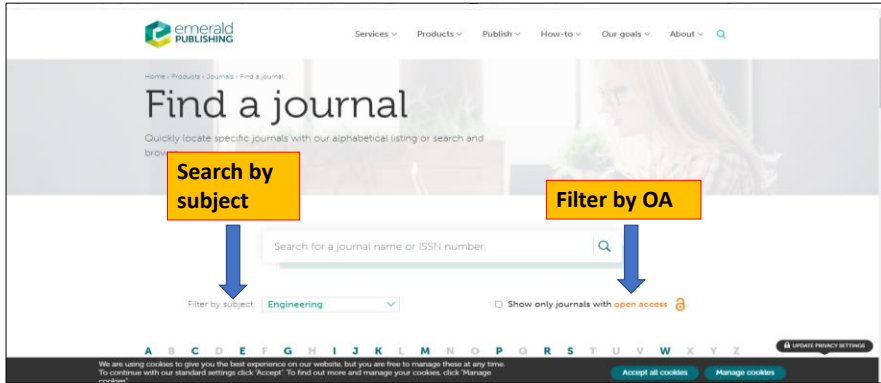 emerald
PUBLISHING
Services Products Publish How-to Our goals About
Home › Products › Journals › Find a journal
Find a journal
Quickly locate specific journals with our alphabetical listing or search and
brow
Search by
subject
Filter by OA
Search for a journal name or ISSN number
Filter by subject: Engineering
Show only journals with open access
A B C D E F G H I J K L M N O P Q R S T U V W X Y Z
UPDATE PRIVACY SETTINGS
We are using cookies to give you the best experience on our website, but you are free to manage these at any time.
To continue with our standard settings click "Accept". To find out more and manage your cookies, click "Manage
cookies"
Accept all cookies
Manage cookies